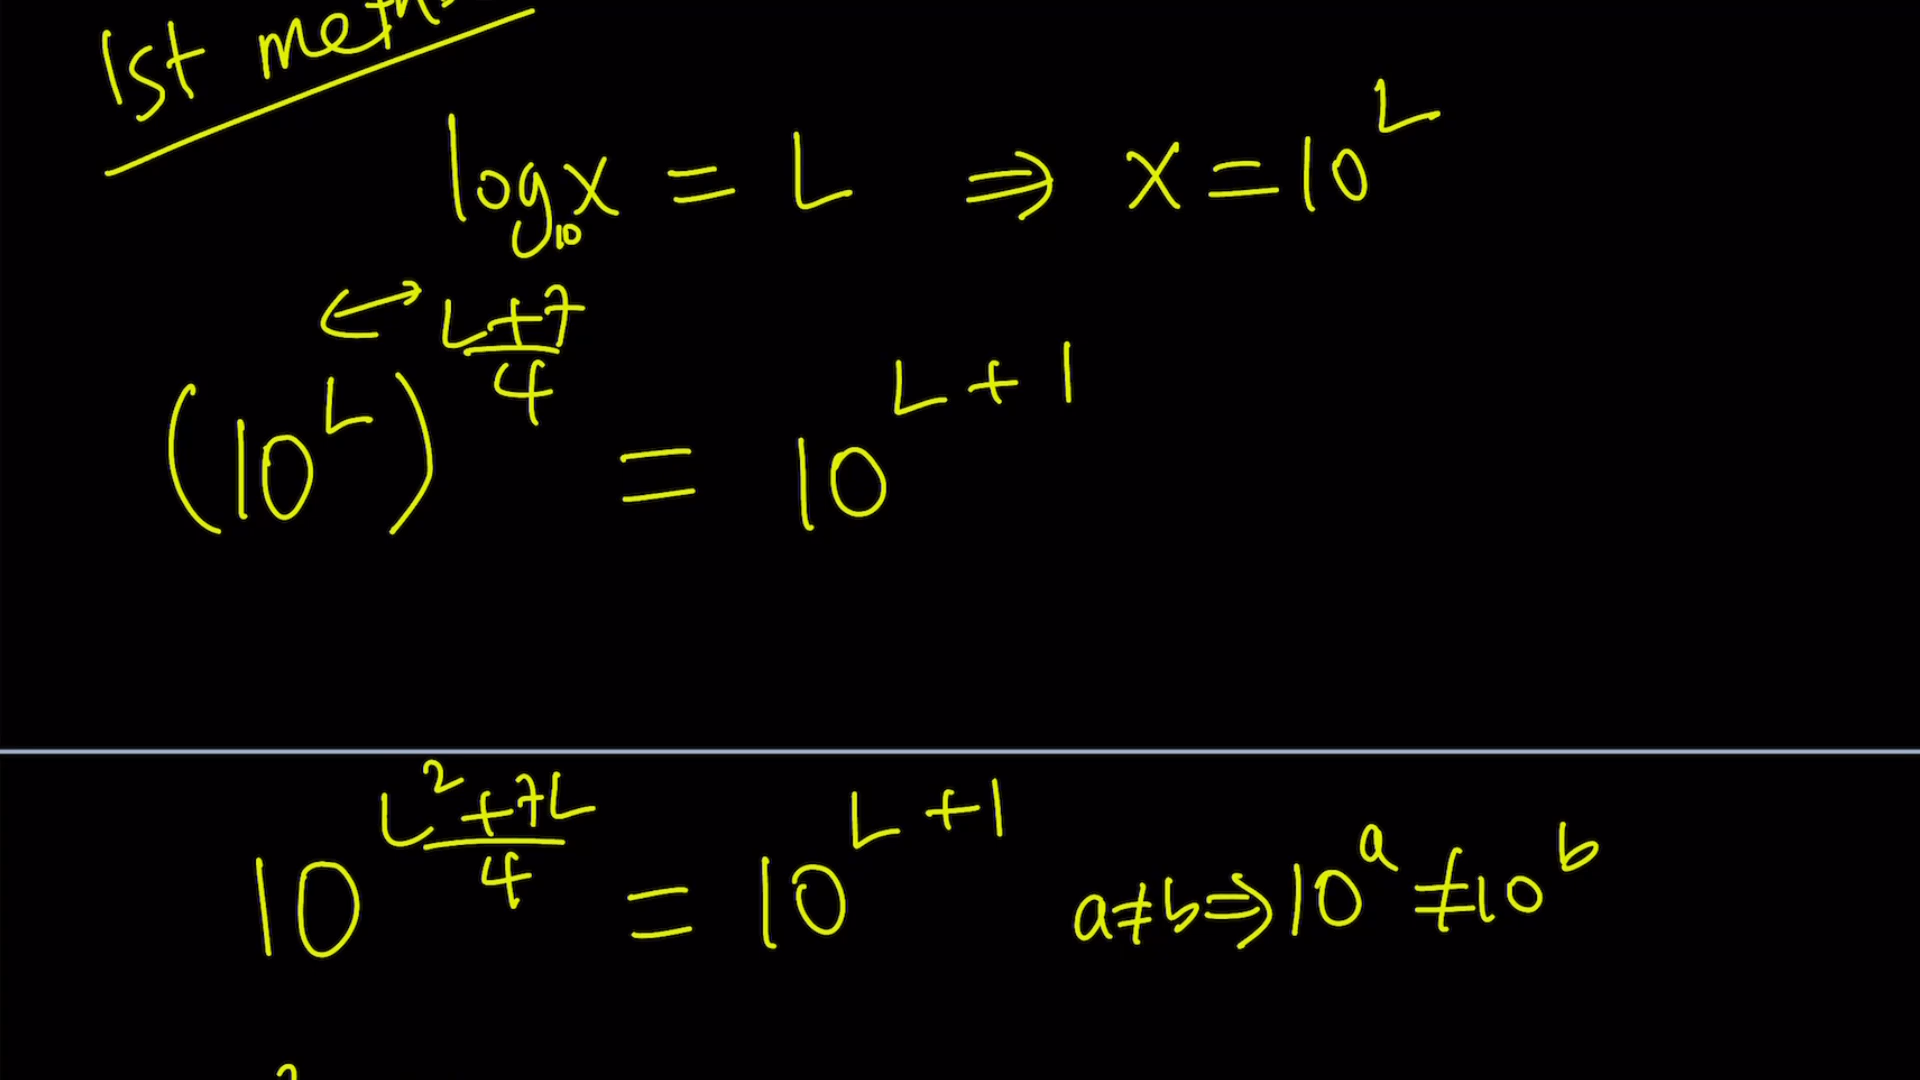 1st
log₁₀x = L ⇒ x = 10^L
(10^L)^((L+7)/4) = 10^(L+1)
10^((L²+7L)/4) = 10^(L+1) a≠b⇒10^a≠10^b